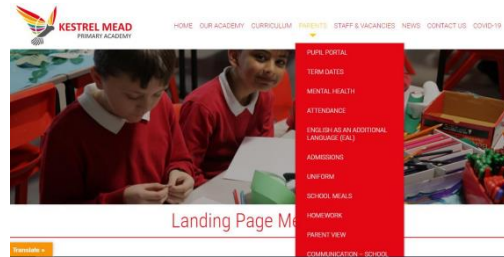 KESTREL MEAD
PRIMARY ACADEMY
HOME OUR ACADEMY CURRICULUM PARENTS STAFF & VACANCIES NEWS CONTACT US COVID-19
PUPIL PORTAL
TERM DATES
MENTAL HEALTH
ATTENDANCE
ENGLISH AS AN ADDITIONAL
LANGUAGE (EAL)
ADMISSIONS
UNIFORM
SCHOOL MEALS
HOMEWORK
PARENT VIEW
COMMUNICATION – SCHOOL
Landing Page Me
Translate »